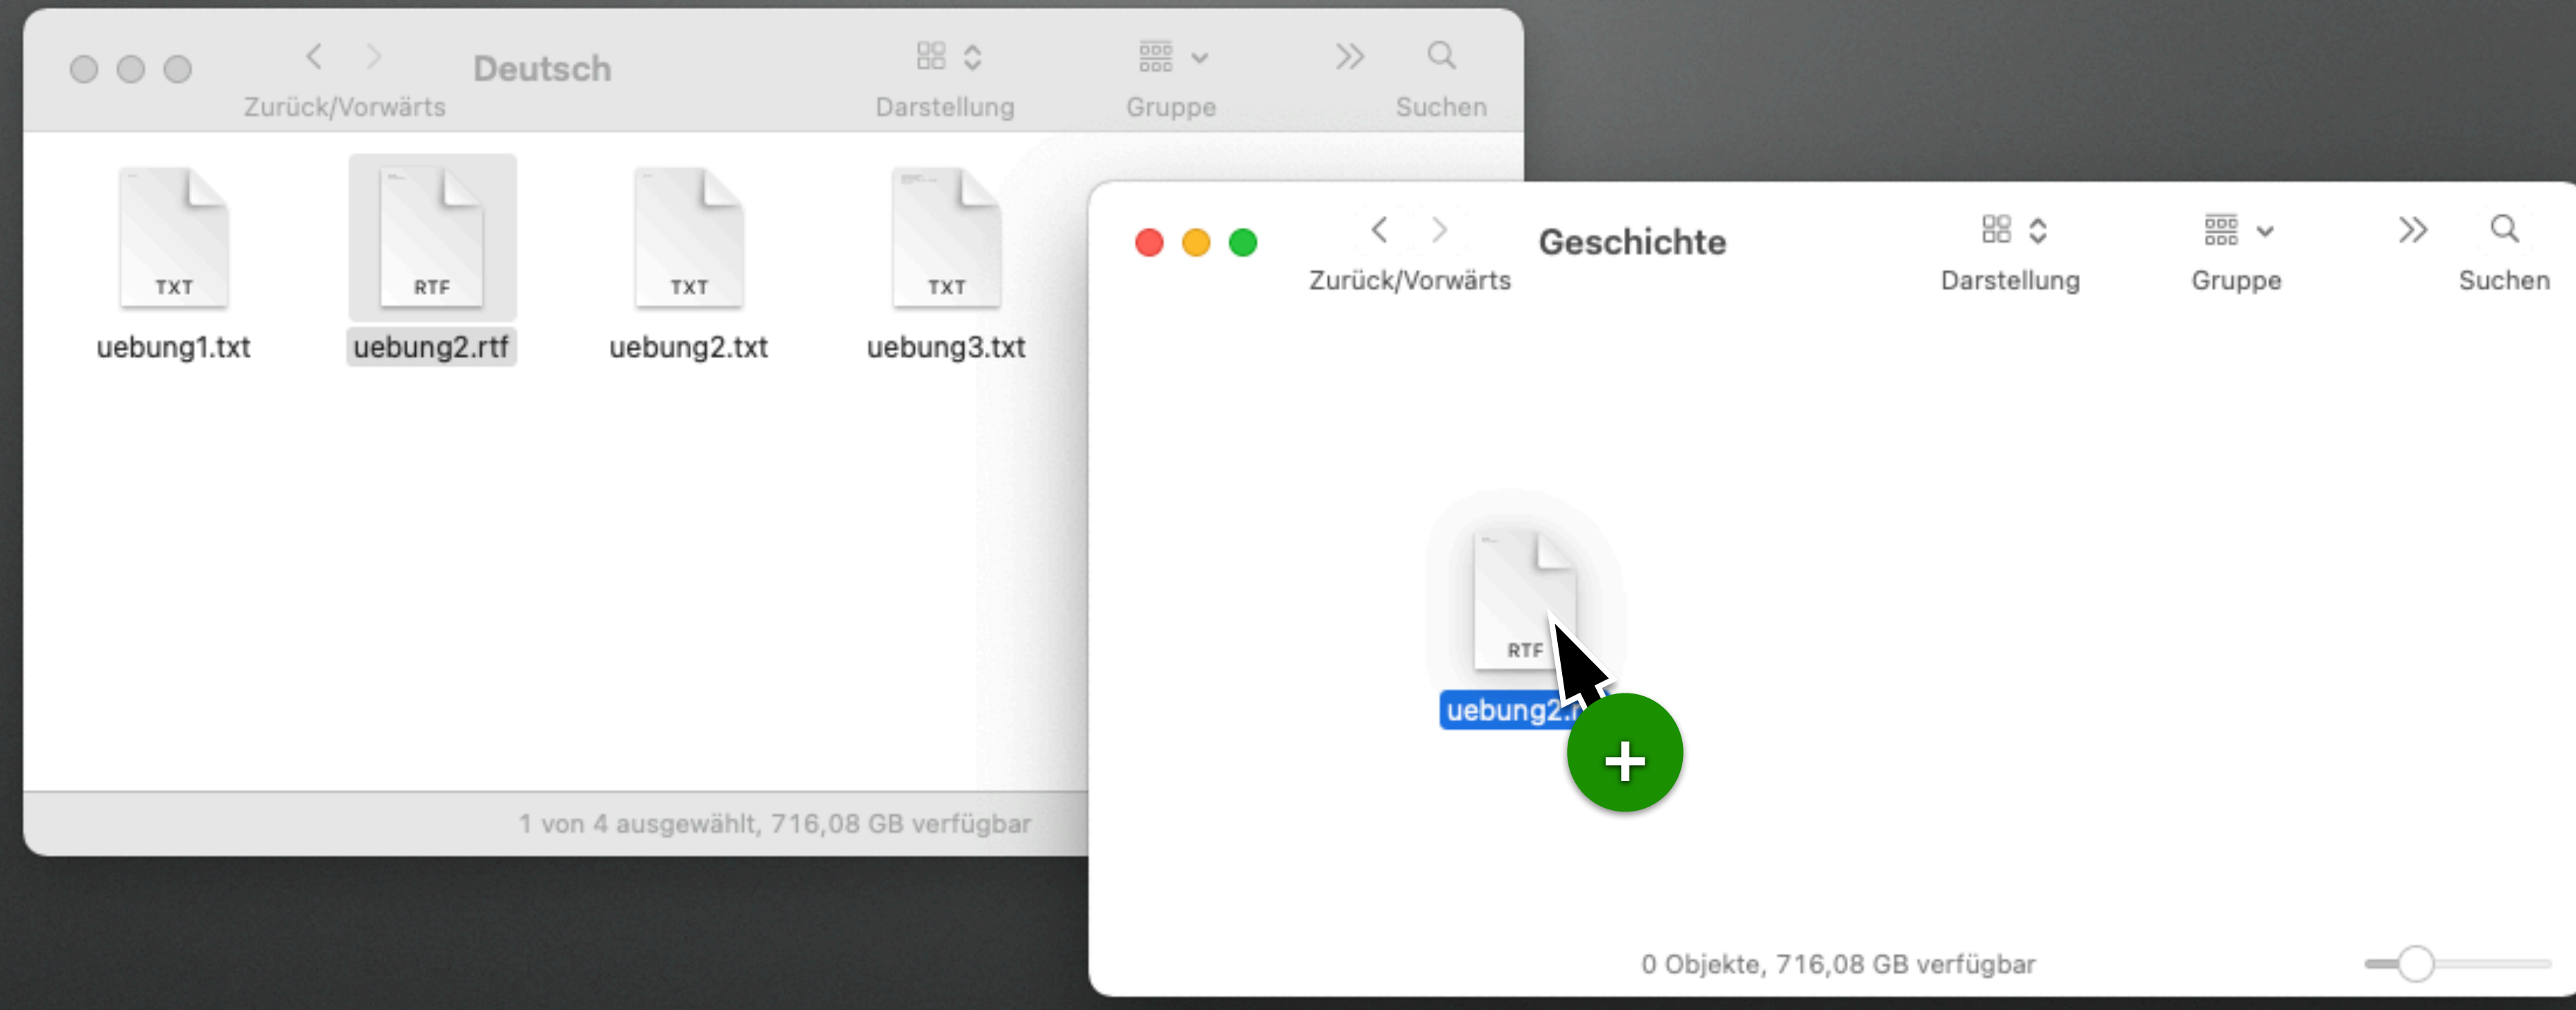 Deutsch
Zurück/Vorwärts
Darstellung
Gruppe
Suchen
TXT
RTF
TXT
TXT
uebung1.txt
uebung2.rtf
uebung2.txt
uebung3.txt
1 von 4 ausgewählt, 716,08 GB verfügbar
Geschichte
Zurück/Vorwärts
Darstellung
Gruppe
Suchen
RTF
uebung2.r
+
0 Objekte, 716,08 GB verfügbar